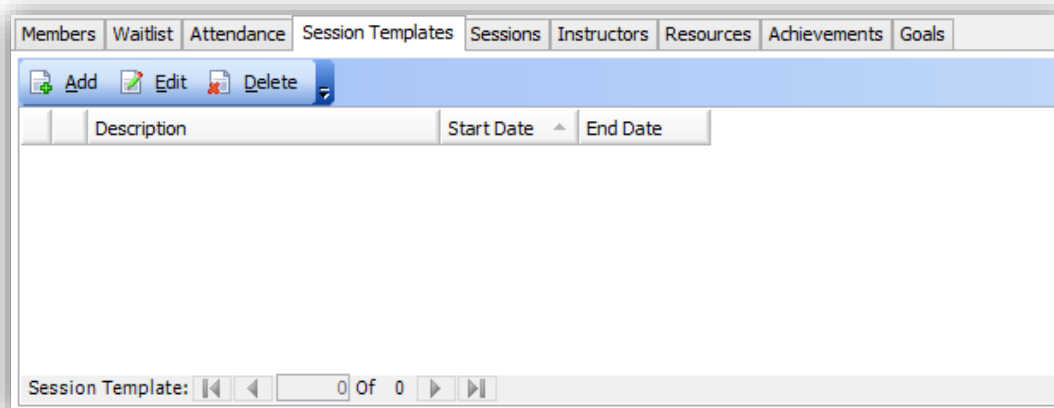 Members Waitlist Attendance Session Templates Sessions Instructors Resources Achievements Goals
Add Edit Delete
Description Start Date End Date
Session Template: 0 Of 0